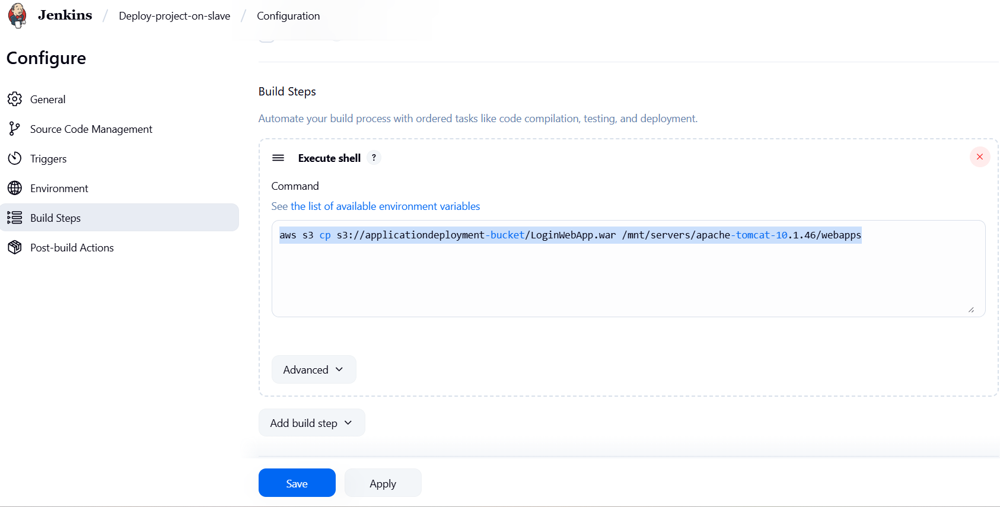 Jenkins / Deploy-project-on-slave / Configuration
Configure
General
Source Code Management
Triggers
Environment
Build Steps
Post-build Actions
Build Steps
Automate your build process with ordered tasks like code compilation, testing, and deployment.
Execute shell ?
Command
See the list of available environment variables
aws s3 cp s3://applicationdeployment-bucket/LoginWebApp.war /mnt/servers/apache-tomcat-10.1.46/webapps
Advanced
Add build step
Save
Apply